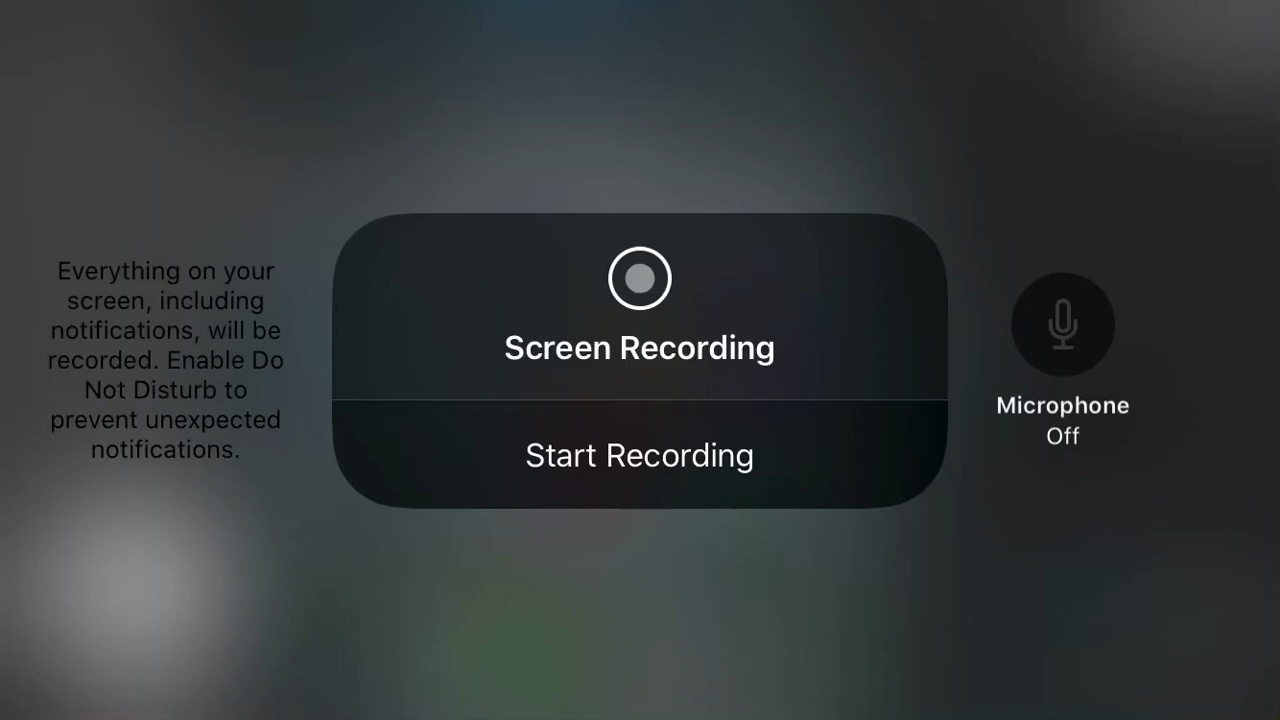 Everything on your
screen, including
notifications, will be
recorded. Enable Do
Not Disturb to
prevent unexpected
notifications.
Screen Recording
Start Recording
Microphone
Off